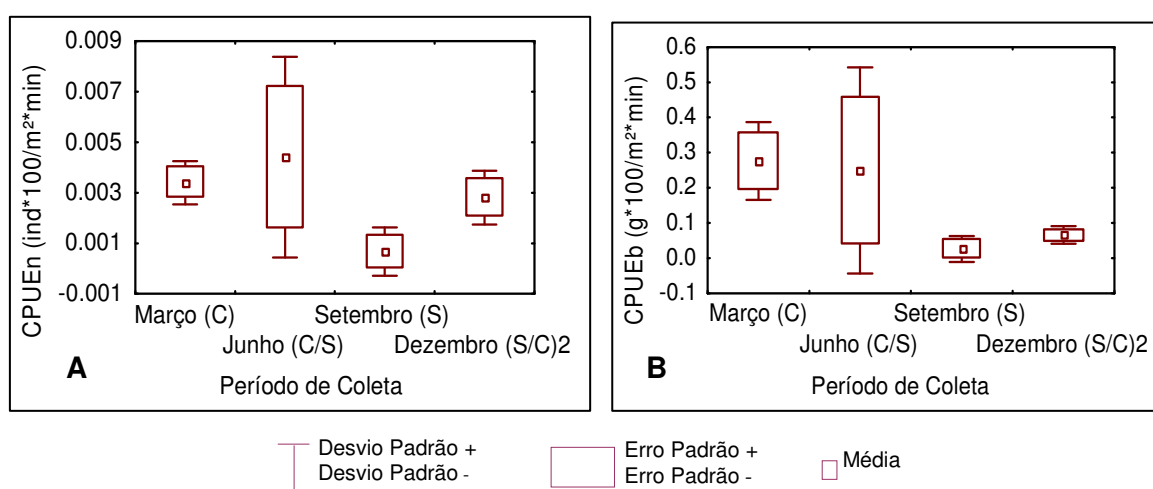 CPUEn (ind*100/m²*min)
0.009
0.007
0.005
0.003
0.001
-0.001
Março (C)
Setembro (S)
Junho (C/S)
Dezembro (S/C)2
A
Período de Coleta
CPUEb (g*100/m²*min)
0.6
0.5
0.4
0.3
0.2
0.1
0.0
-0.1
Março (C)
Setembro (S)
Junho (C/S)
Dezembro (S/C)2
B
Período de Coleta
Desvio Padrão +
Desvio Padrão -
Erro Padrão +
Erro Padrão -
Média